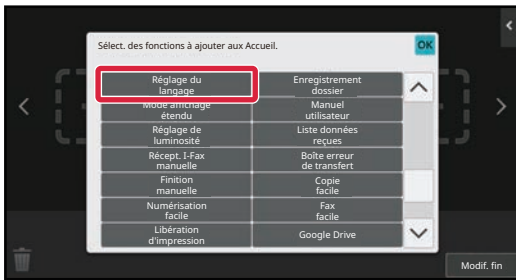 Sélect. des fonctions à ajouter aux Accueil.
OK
Réglage du
langage
Enregistrement
dossier
Mode affichage
étendu
Manuel
utilisateur
Réglage de
luminosité
Liste données
reçues
Récept. I-Fax
manuelle
Boîte erreur
de transfert
Finition
manuelle
Copie
facile
Numérisation
facile
Fax
facile
Libération
d'impression
Google Drive
Modif. fin